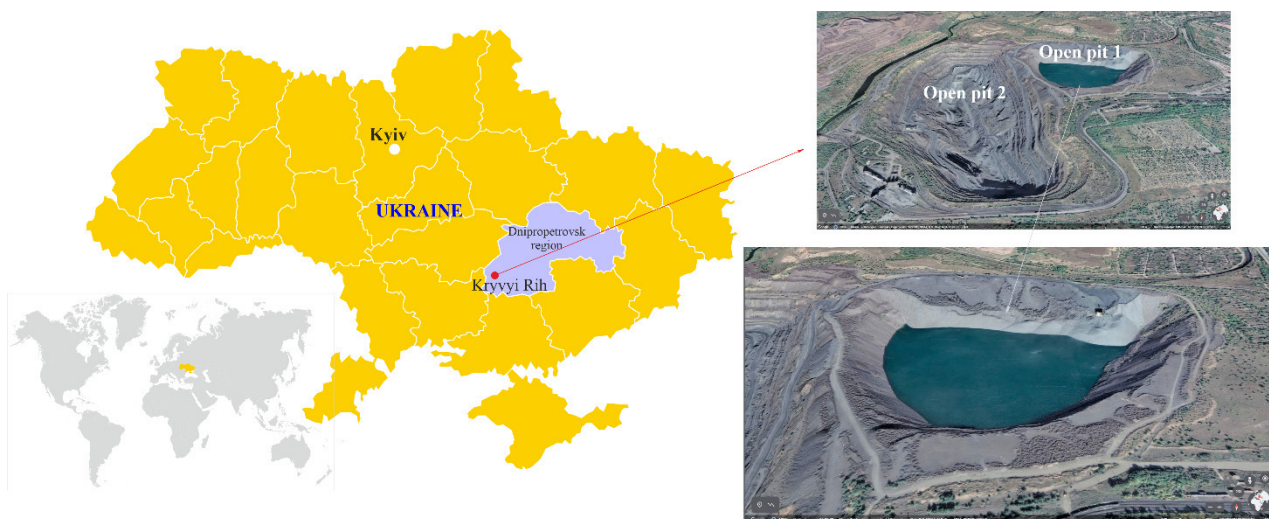 Kyiv
UKRAINE
Dnipropetrovsk
region
Kryvyi Rih
Open pit 1
Open pit 2